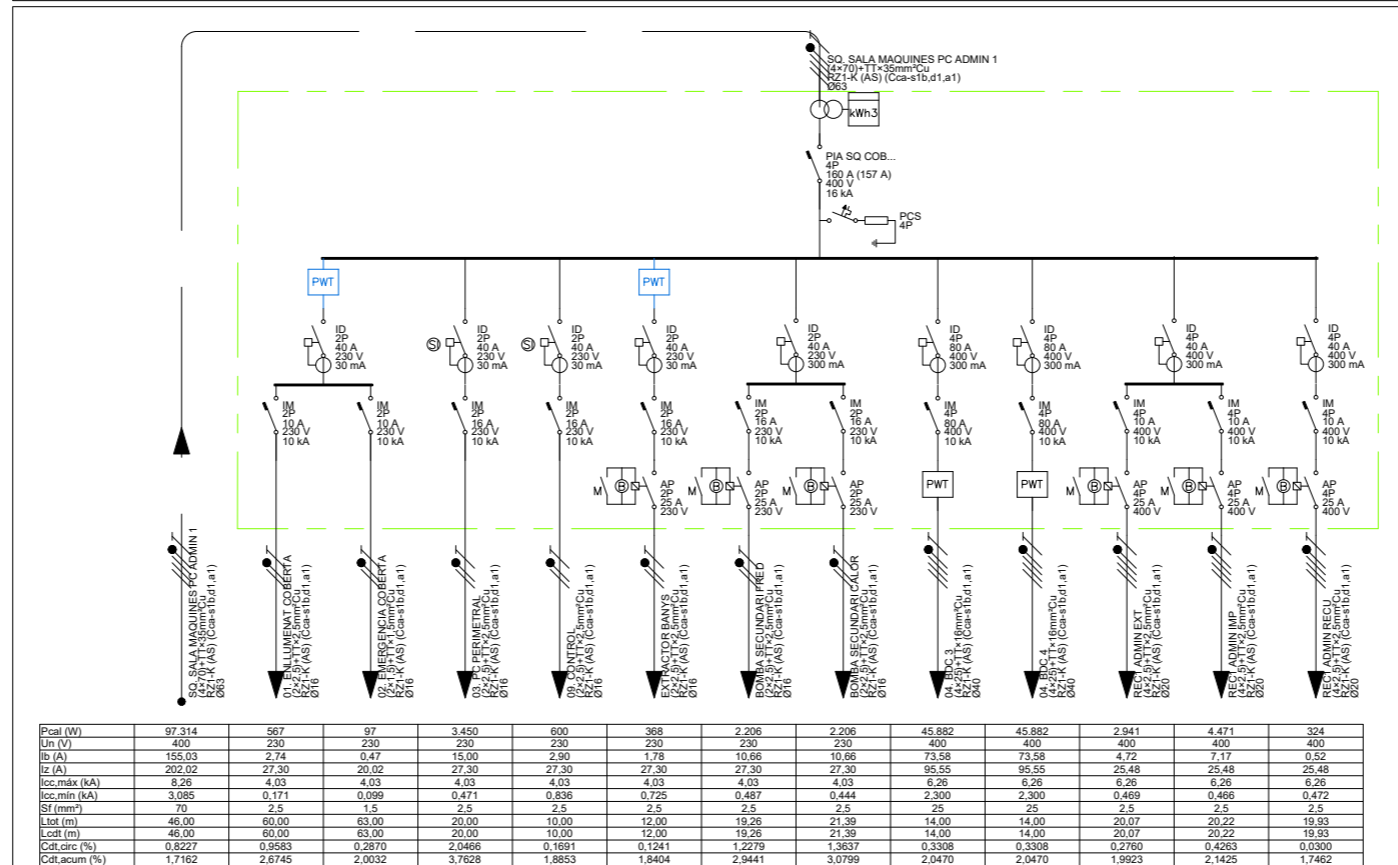 SQ. SALA MAQUINES PC ADMIN 1
(4×70)+TT×35mm²Cu
RZ1-K (AS) (Cca-s1b,d1,a1)
Ø63
kWh3
PIA SQ COB...
4P
160 A (157 A)
400 V
16 kA
PCS
4P
PWT
PWT
ID
2P
40 A
230 V
30 mA
SI
ID
2P
40 A
230 V
30 mA
SI
ID
2P
40 A
230 V
30 mA
ID
2P
40 A
230 V
30 mA
ID
2P
40 A
230 V
300 mA
ID
4P
80 A
400 V
300 mA
ID
4P
80 A
400 V
300 mA
ID
4P
40 A
400 V
300 mA
ID
4P
40 A
400 V
300 mA
IM
2P
10 A
230 V
10 kA
IM
2P
10 A
230 V
10 kA
IM
2P
16 A
230 V
10 kA
IM
2P
16 A
230 V
10 kA
IM
2P
16 A
230 V
10 kA
IM
2P
16 A
230 V
10 kA
IM
2P
16 A
230 V
10 kA
IM
4P
80 A
400 V
10 kA
IM
4P
80 A
400 V
10 kA
IM
4P
10 A
400 V
10 kA
IM
4P
10 A
400 V
10 kA
IM
4P
10 A
400 V
10 kA
M
B
AP
2P
25 A
230 V
M
B
AP
2P
25 A
230 V
M
B
AP
2P
25 A
230 V
PWT
PWT
M
B
AP
4P
25 A
400 V
M
B
AP
4P
25 A
400 V
M
B
AP
4P
25 A
400 V
SQ. SALA MAQUINES PC ADMIN 1
(4×70)+TT×35mm²Cu
RZ1-K (AS) (Cca-s1b,d1,a1)
Ø63
01. ENLLUMENAT COBERTA
(2×2,5)+TT×2,5mm²Cu
RZ1-K (AS) (Cca-s1b,d1,a1)
Ø16
02. EMERGENCIA COBERTA
(2×1,5)+TT×1,5mm²Cu
RZ1-K (AS) (Cca-s1b,d1,a1)
Ø16
03. PC PERIMETRAL
(2×2,5)+TT×2,5mm²Cu
RZ1-K (AS) (Cca-s1b,d1,a1)
Ø16
09. CONTROL
(2×2,5)+TT×2,5mm²Cu
RZ1-K (AS) (Cca-s1b,d1,a1)
Ø16
EXTRACTOR BANYS
(2×2,5)+TT×2,5mm²Cu
RZ1-K (AS) (Cca-s1b,d1,a1)
Ø16
BOMBA SECUNDARI FRED
(2×2,5)+TT×2,5mm²Cu
RZ1-K (AS) (Cca-s1b,d1,a1)
Ø16
BOMBA SECUNDARI CALOR
(2×2,5)+TT×2,5mm²Cu
RZ1-K (AS) (Cca-s1b,d1,a1)
Ø16
04. BDC 3
(4×25)+TT×16mm²Cu
RZ1-K (AS) (Cca-s1b,d1,a1)
Ø40
04. BDC 4
(4×25)+TT×16mm²Cu
RZ1-K (AS) (Cca-s1b,d1,a1)
Ø40
REC1 ADMIN EXT
(4×2,5)+TT×2,5mm²Cu
RZ1-K (AS) (Cca-s1b,d1,a1)
Ø20
REC1 ADMIN IMP
(4×2,5)+TT×2,5mm²Cu
RZ1-K (AS) (Cca-s1b,d1,a1)
Ø20
REC1 ADMIN RECU
(4×2,5)+TT×2,5mm²Cu
RZ1-K (AS) (Cca-s1b,d1,a1)
Ø20
Pcal (W) 97.314 567 97 3.450 600 368 2.206 2.206 45.882 45.882 2.941 4.471 324
Un (V) 400 230 230 230 230 230 230 230 400 400 400 400 400
Ib (A) 155,03 2,74 0,47 15,00 2,90 1,78 10,66 10,66 73,58 73,58 4,72 7,17 0,52
Iz (A) 202,02 27,30 20,02 27,30 27,30 27,30 27,30 27,30 95,55 95,55 25,48 25,48 25,48
Icc,máx (kA) 8,26 4,03 4,03 4,03 4,03 4,03 4,03 4,03 6,26 6,26 6,26 6,26 6,26
Icc,mín (kA) 3,085 0,171 0,099 0,471 0,836 0,725 0,487 0,444 2,300 2,300 0,469 0,466 0,472
Sf (mm²) 70 2,5 1,5 2,5 2,5 2,5 2,5 2,5 25 25 2,5 2,5 2,5
Ltot (m) 46,00 60,00 63,00 20,00 10,00 12,00 19,26 21,39 14,00 14,00 20,07 20,22 19,93
Lcdt (m) 46,00 60,00 63,00 20,00 10,00 12,00 19,26 21,39 14,00 14,00 20,07 20,22 19,93
Cdt,circ (%) 0,8227 0,9583 0,2870 2,0466 0,1691 0,1241 1,2279 1,3637 0,3308 0,3308 0,2760 0,4263 0,0300
Cdt,acum (%) 1,7162 2,6745 2,0032 3,7628 1,8853 1,8404 2,9441 3,0799 2,0470 2,0470 1,9923 2,1425 1,7462